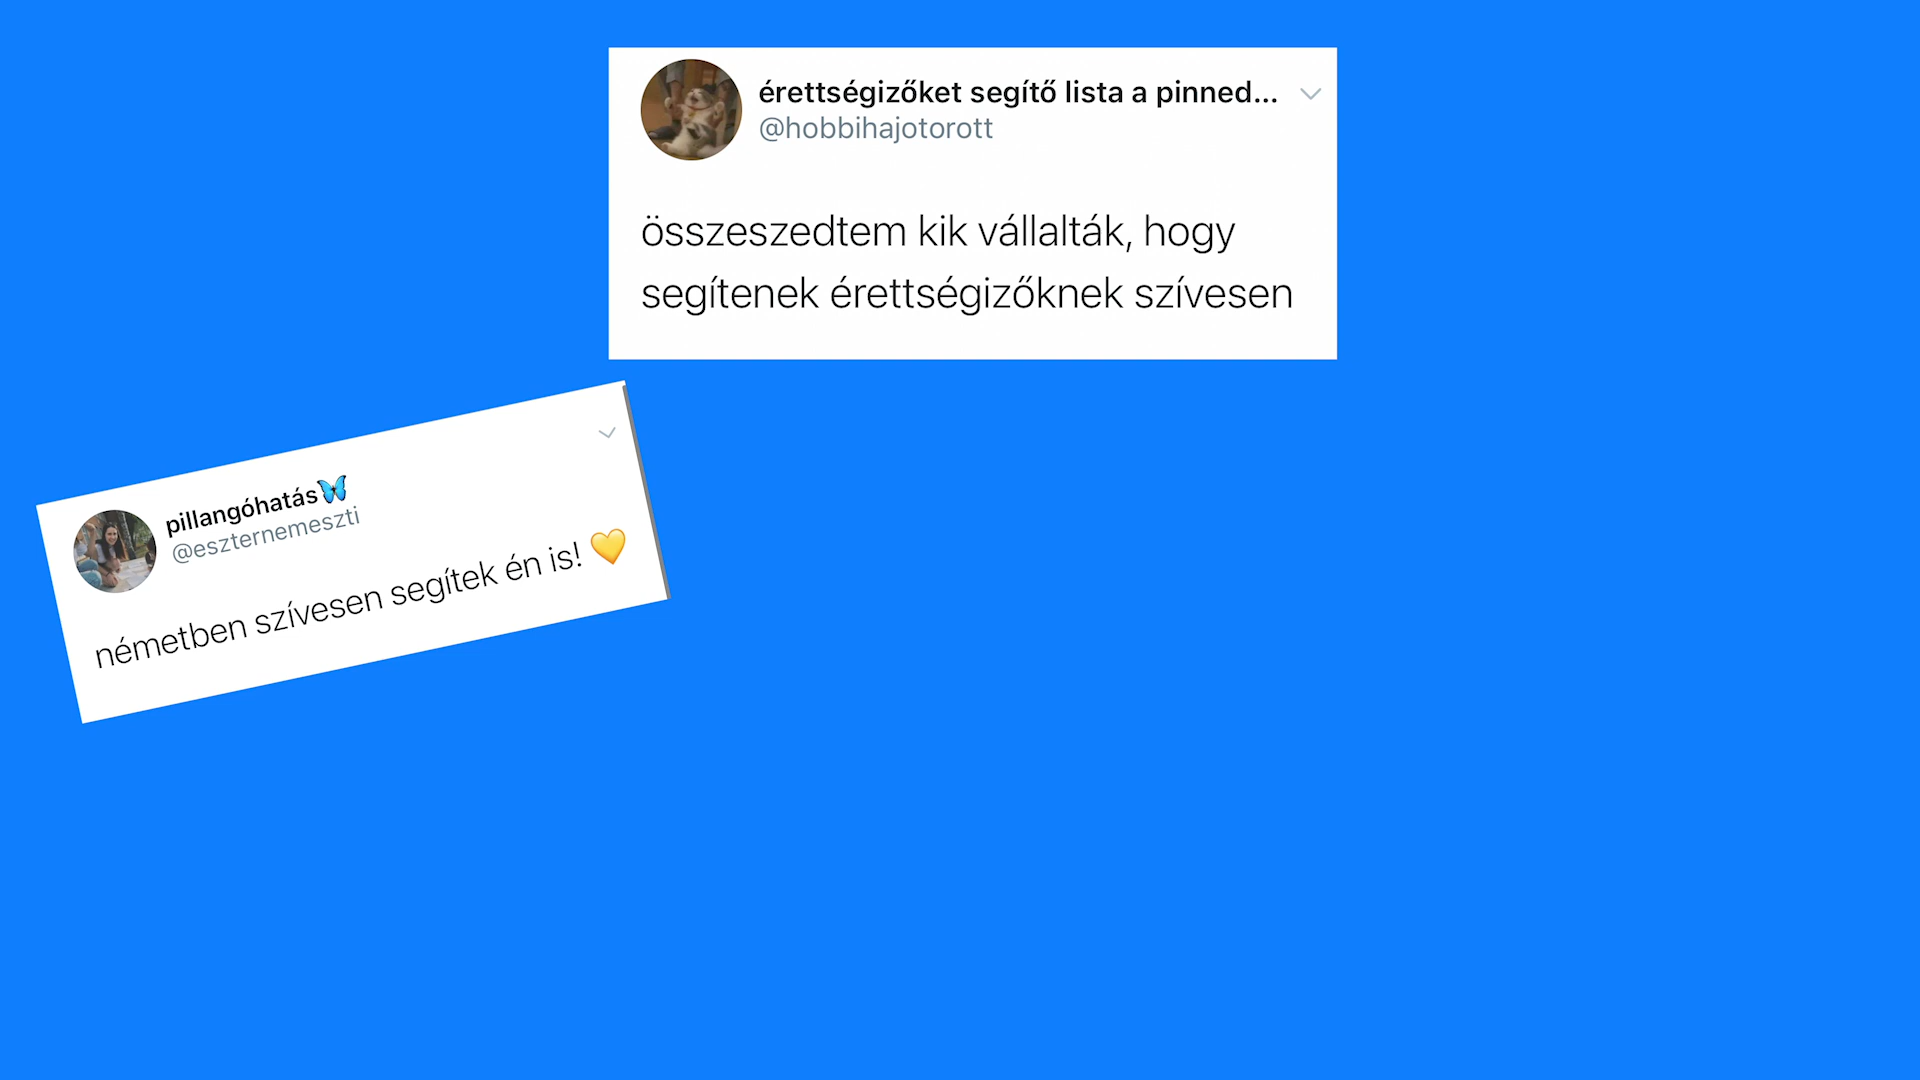 érettségizőket segítő lista a pinned...
@hobbihajotorott
összeszedtem kik vállalták, hogy
segítenek érettségizőknek szívesen
pillangóhatás🦋
@eszternemeszti
németben szívesen segítek én is! 💛